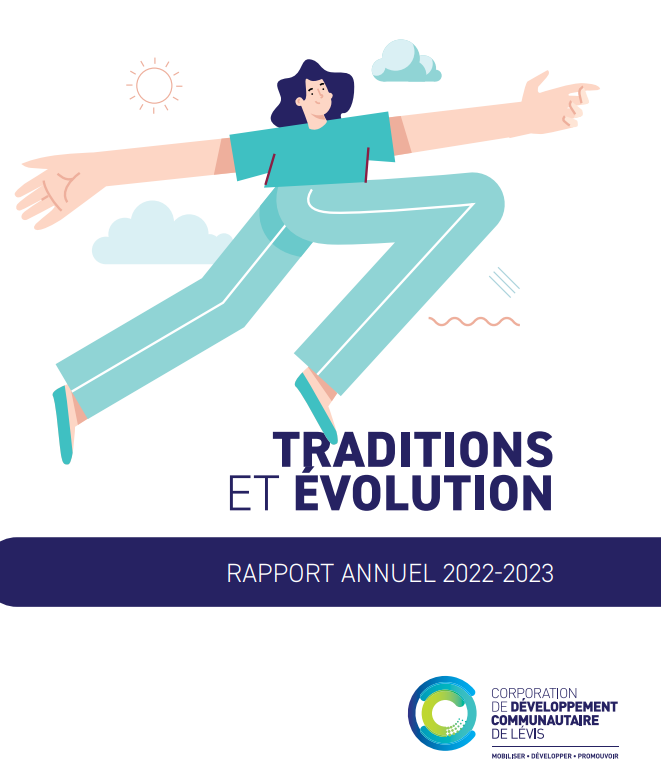 TRADITIONS
ET ÉVOLUTION
RAPPORT ANNUEL 2022-2023
CORPORATION
DE DÉVELOPPEMENT
COMMUNAUTAIRE
DE LÉVIS
MOBILISER • DÉVELOPPER • PROMOUVOIR